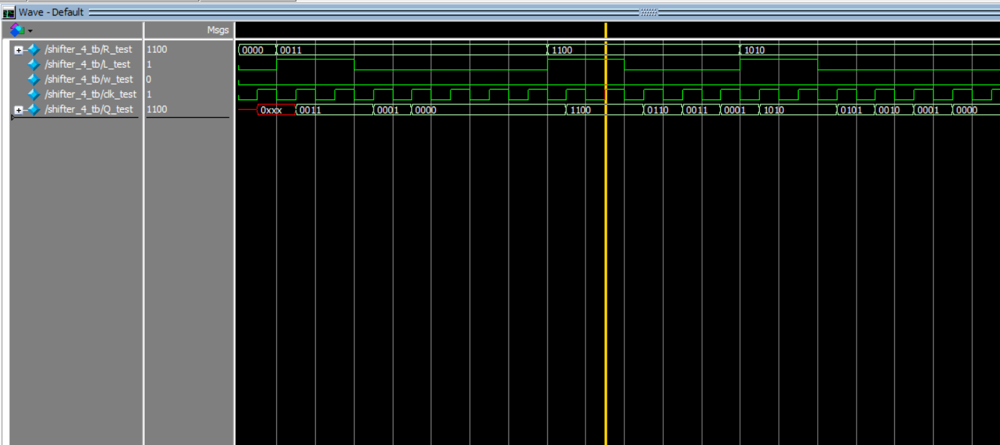 Wave - Default
Msgs
/shifter_4_tb/R_test 1100 0000 0011 1100 1010
/shifter_4_tb/L_test 1
/shifter_4_tb/w_test 0
/shifter_4_tb/clk_test 1
/shifter_4_tb/Q_test 1100 0xxx 0011 0001 0000 1100 0110 0011 0001 1010 0101 0010 0001 0000